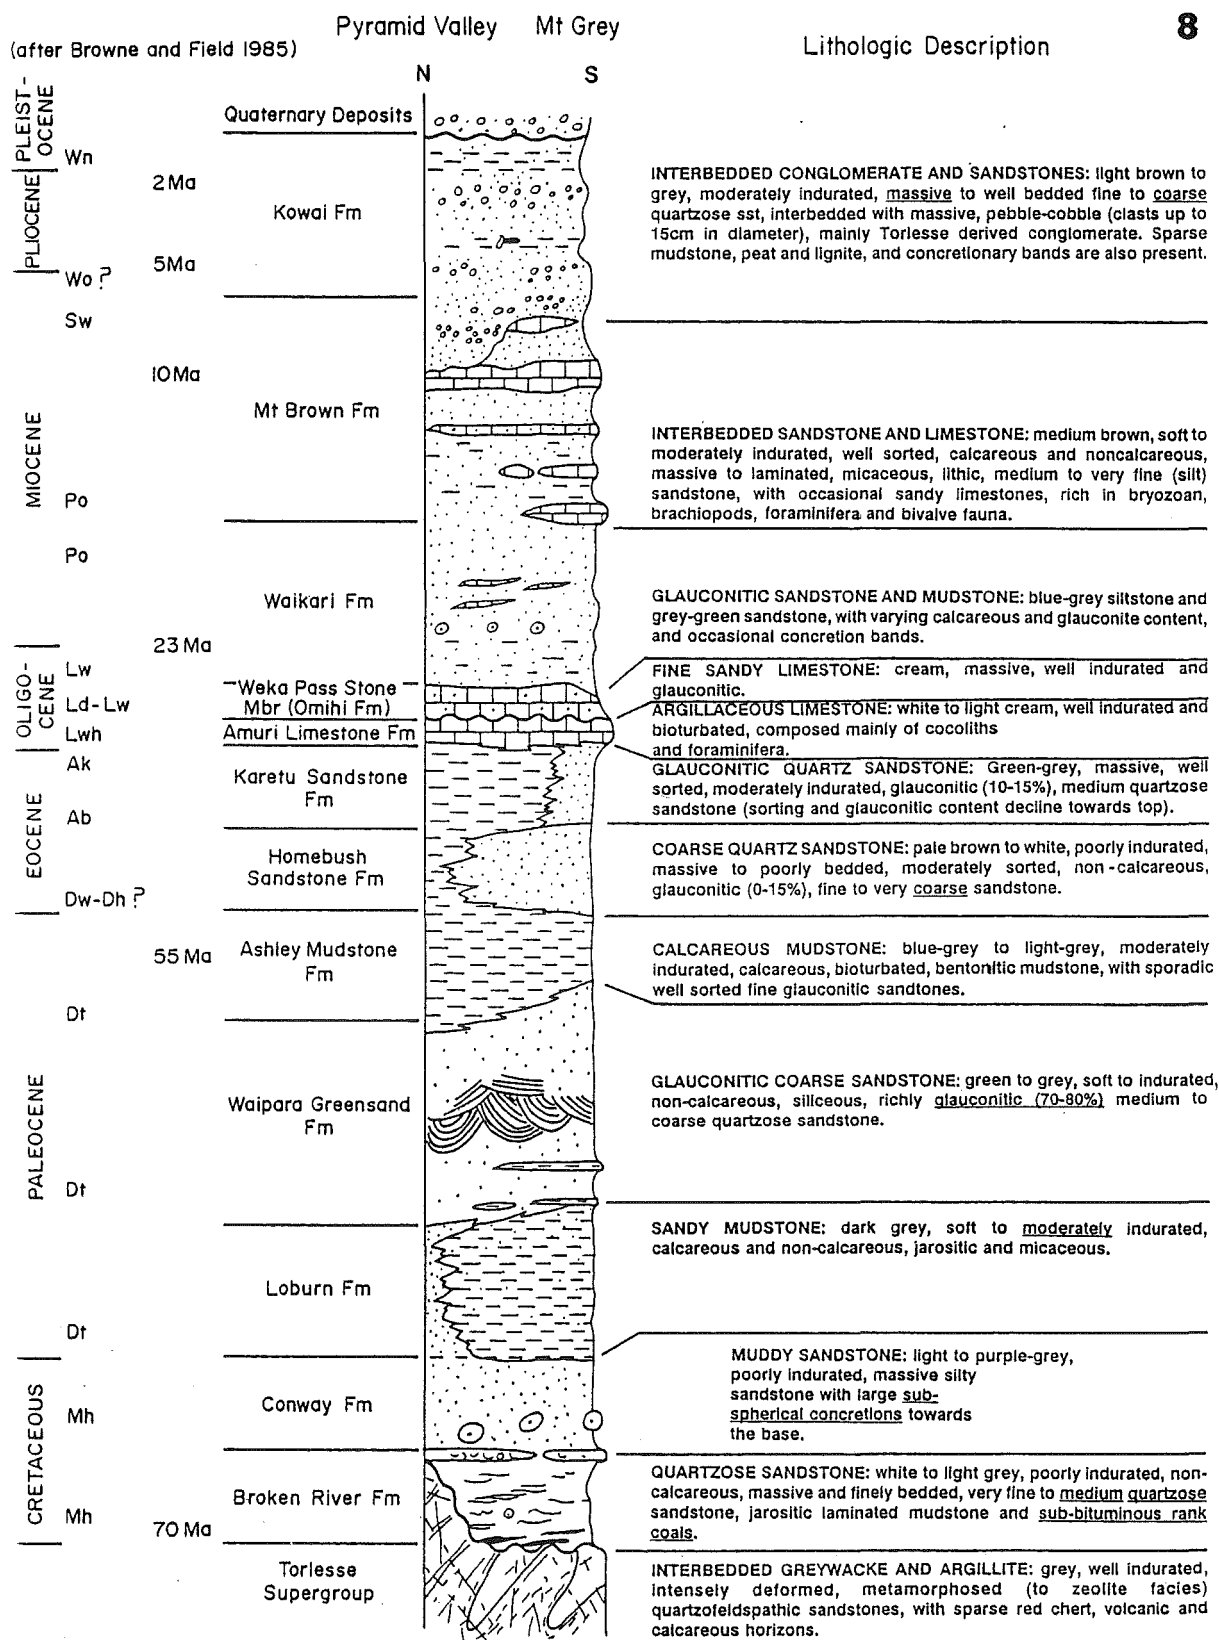 8
Pyramid Valley Mt Grey
(after Browne and Field 1985)
Lithologic Description
N S
PLEIST-
OCENE
PLIOCENE
MIOCENE
OLIGO-
CENE
EOCENE
PALEOCENE
CRETACEOUS
Wn
Wo ?
Sw
Po
Po
Lw
Ld-Lw
Lwh
Ak
Ab
Dw-Dh ?
Dt
Dt
Dt
Mh
Mh
2 Ma
5Ma
10Ma
23 Ma
55 Ma
70 Ma
Quaternary Deposits
Kowai Fm
Mt Brown Fm
Waikari Fm
Weka Pass Stone
Mbr (Omihi Fm)
Amuri Limestone Fm
Karetu Sandstone
Fm
Homebush
Sandstone Fm
Ashley Mudstone
Fm
Waipara Greensand
Fm
Loburn Fm
Conway Fm
Broken River Fm
Torlesse
Supergroup
INTERBEDDED CONGLOMERATE AND SANDSTONES: light brown to
grey, moderately indurated, massive to well bedded fine to coarse
quartzose sst, interbedded with massive, pebble-cobble (clasts up to
15cm in diameter), mainly Torlesse derived conglomerate. Sparse
mudstone, peat and lignite, and concretionary bands are also present.
INTERBEDDED SANDSTONE AND LIMESTONE: medium brown, soft to
moderately indurated, well sorted, calcareous and noncalcareous,
massive to laminated, micaceous, lithic, medium to very fine (silt)
sandstone, with occasional sandy limestones, rich in bryozoan,
brachiopods, foraminifera and bivalve fauna.
GLAUCONITIC SANDSTONE AND MUDSTONE: blue-grey siltstone and
grey-green sandstone, with varying calcareous and glauconite content,
and occasional concretion bands.
FINE SANDY LIMESTONE: cream, massive, well indurated and
glauconitic.
ARGILLACEOUS LIMESTONE: white to light cream, well indurated and
bioturbated, composed mainly of cocoliths
and foraminifera.
GLAUCONITIC QUARTZ SANDSTONE: Green-grey, massive, well
sorted, moderately indurated, glauconitic (10-15%), medium quartzose
sandstone (sorting and glauconitic content decline towards top).
COARSE QUARTZ SANDSTONE: pale brown to white, poorly indurated,
massive to poorly bedded, moderately sorted, non-calcareous,
glauconitic (0-15%), fine to very coarse sandstone.
CALCAREOUS MUDSTONE: blue-grey to light-grey, moderately
indurated, calcareous, bioturbated, bentonitic mudstone, with sporadic
well sorted fine glauconitic sandtones.
GLAUCONITIC COARSE SANDSTONE: green to grey, soft to indurated,
non-calcareous, siliceous, richly glauconitic (70-80%) medium to
coarse quartzose sandstone.
SANDY MUDSTONE: dark grey, soft to moderately indurated,
calcareous and non-calcareous, jarositic and micaceous.
MUDDY SANDSTONE: light to purple-grey,
poorly indurated, massive silty
sandstone with large sub-
spherical concretions towards
the base.
QUARTZOSE SANDSTONE: white to light grey, poorly indurated, non-
calcareous, massive and finely bedded, very fine to medium quartzose
sandstone, jarositic laminated mudstone and sub-bituminous rank
coals.
INTERBEDDED GREYWACKE AND ARGILLITE: grey, well indurated,
intensely deformed, metamorphosed (to zeolite facies)
quartzofeldspathic sandstones, with sparse red chert, volcanic and
calcareous horizons.